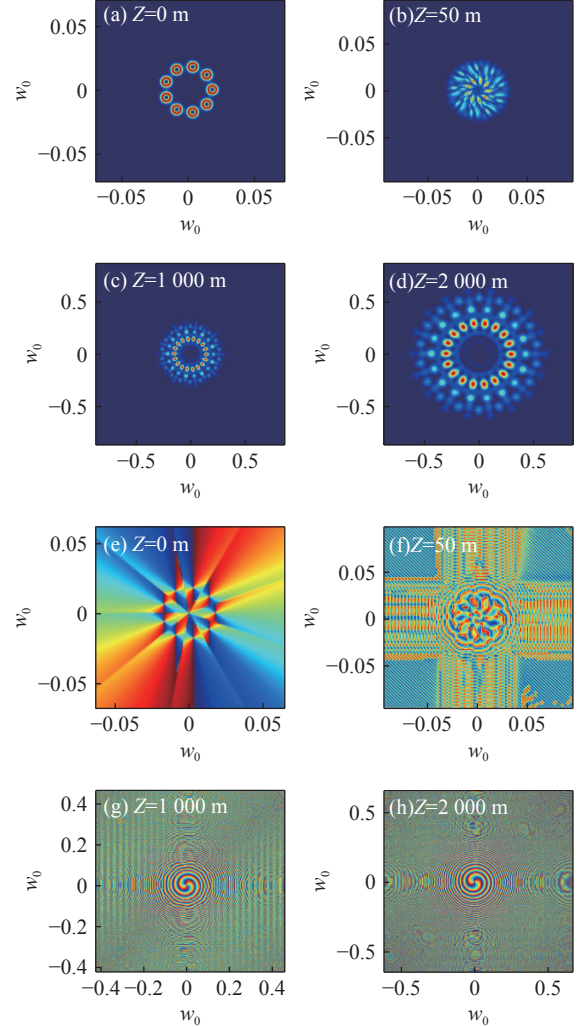 (a) Z=0 m
(b) Z=50 m
w₀
0.05
0
−0.05
−0.05
0
0.05
w₀
w₀
0.05
0
−0.05
−0.05
0
0.05
w₀
(c) Z=1 000 m
(d) Z=2 000 m
w₀
0.5
0
−0.5
−0.5
0
0.5
w₀
w₀
0.5
0
−0.5
−0.5
0
0.5
w₀
(e) Z=0 m
(f) Z=50 m
w₀
0.05
0
−0.05
−0.05
0
0.05
w₀
w₀
0.05
0
−0.05
−0.05
0
0.05
w₀
(g) Z=1 000 m
(h) Z=2 000 m
w₀
0.4
0.2
0
−0.2
−0.4
−0.4
−0.2
0
0.2
0.4
w₀
w₀
0.5
0
−0.5
−0.5
0
0.5
w₀